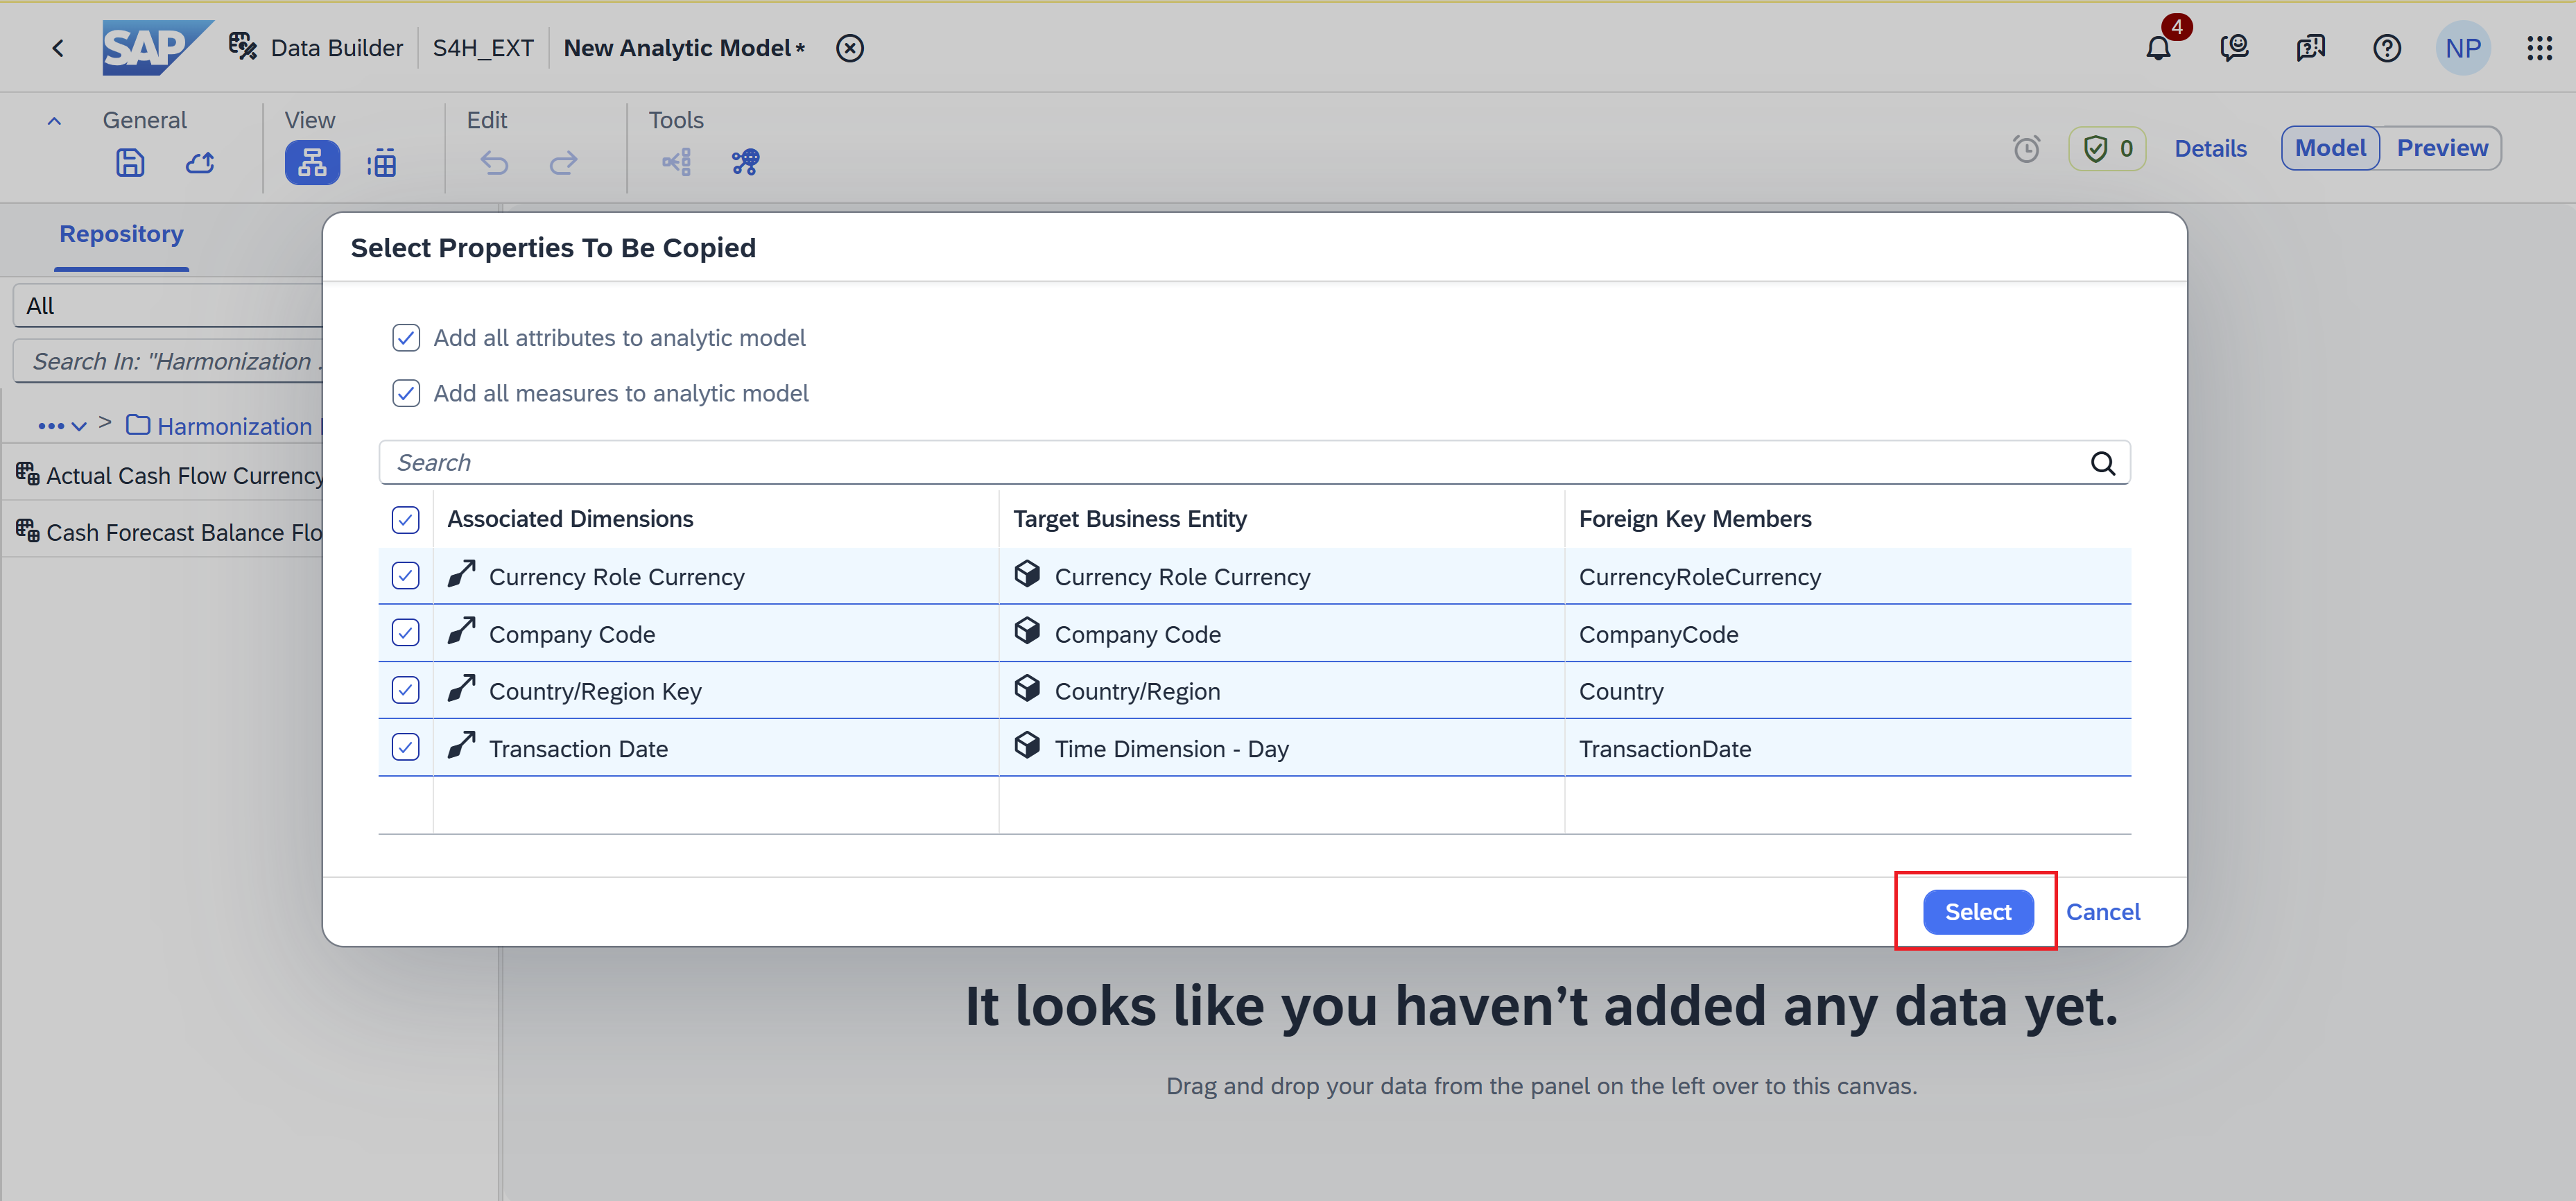 SAP Data Builder S4H_EXT New Analytic Model* 4 NP
General View Edit Tools
0 Details Model Preview
Repository
All
Search In: "Harmonization
••• > Harmonization
Actual Cash Flow Currency
Cash Forecast Balance Flo
Select Properties To Be Copied
Add all attributes to analytic model
Add all measures to analytic model
Search
Associated Dimensions Target Business Entity Foreign Key Members
Currency Role Currency Currency Role Currency CurrencyRoleCurrency
Company Code Company Code CompanyCode
Country/Region Key Country/Region Country
Transaction Date Time Dimension - Day TransactionDate
Select Cancel
It looks like you haven’t added any data yet.
Drag and drop your data from the panel on the left over to this canvas.